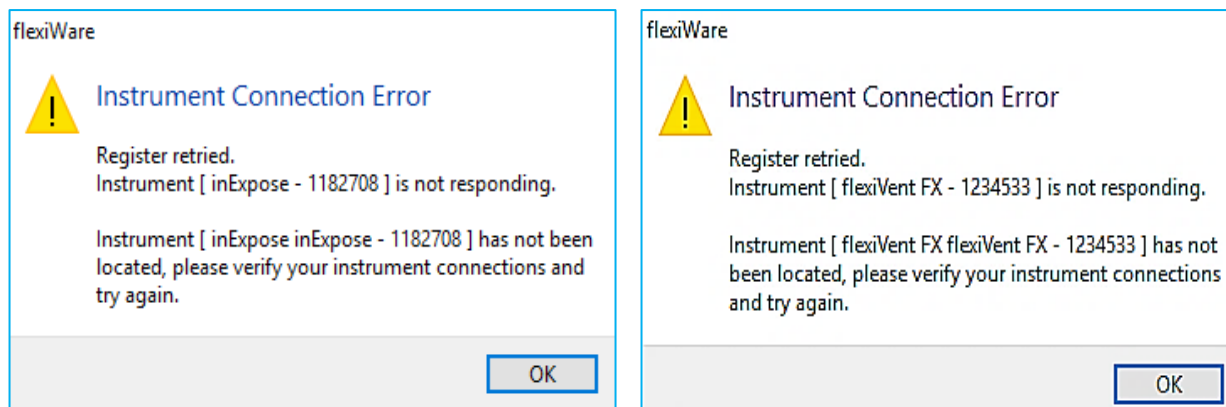 flexiWare
Instrument Connection Error
Register retried.
Instrument [ inExpose - 1182708 ] is not responding.
Instrument [ inExpose inExpose - 1182708 ] has not been
located, please verify your instrument connections and
try again.
OK
flexiWare
Instrument Connection Error
Register retried.
Instrument [ flexiVent FX - 1234533 ] is not responding.
Instrument [ flexiVent FX flexiVent FX - 1234533 ] has not
been located, please verify your instrument connections
and try again.
OK